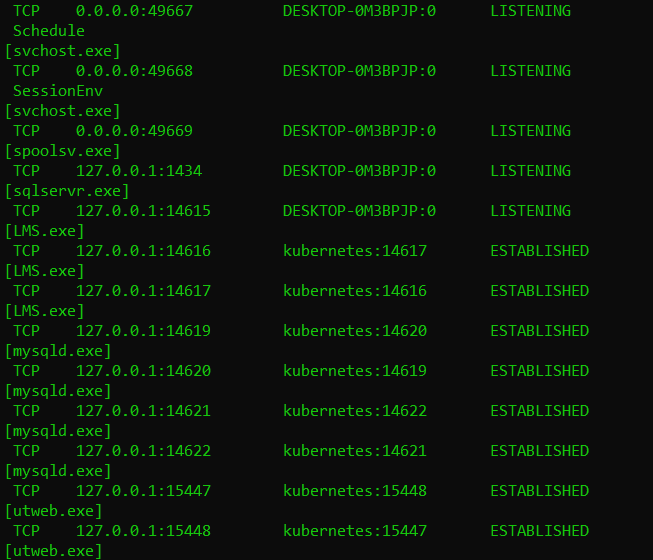 TCP    0.0.0.0:49667          DESKTOP-0M3BPJP:0      LISTENING
Schedule
[svchost.exe]
TCP    0.0.0.0:49668          DESKTOP-0M3BPJP:0      LISTENING
SessionEnv
[svchost.exe]
TCP    0.0.0.0:49669          DESKTOP-0M3BPJP:0      LISTENING
[spoolsv.exe]
TCP    127.0.0.1:1434         DESKTOP-0M3BPJP:0      LISTENING
[sqlservr.exe]
TCP    127.0.0.1:14615        DESKTOP-0M3BPJP:0      LISTENING
[LMS.exe]
TCP    127.0.0.1:14616        kubernetes:14617       ESTABLISHED
[LMS.exe]
TCP    127.0.0.1:14617        kubernetes:14616       ESTABLISHED
[LMS.exe]
TCP    127.0.0.1:14619        kubernetes:14620       ESTABLISHED
[mysqld.exe]
TCP    127.0.0.1:14620        kubernetes:14619       ESTABLISHED
[mysqld.exe]
TCP    127.0.0.1:14621        kubernetes:14622       ESTABLISHED
[mysqld.exe]
TCP    127.0.0.1:14622        kubernetes:14621       ESTABLISHED
[mysqld.exe]
TCP    127.0.0.1:15447        kubernetes:15448       ESTABLISHED
[utweb.exe]
TCP    127.0.0.1:15448        kubernetes:15447       ESTABLISHED
[utweb.exe]